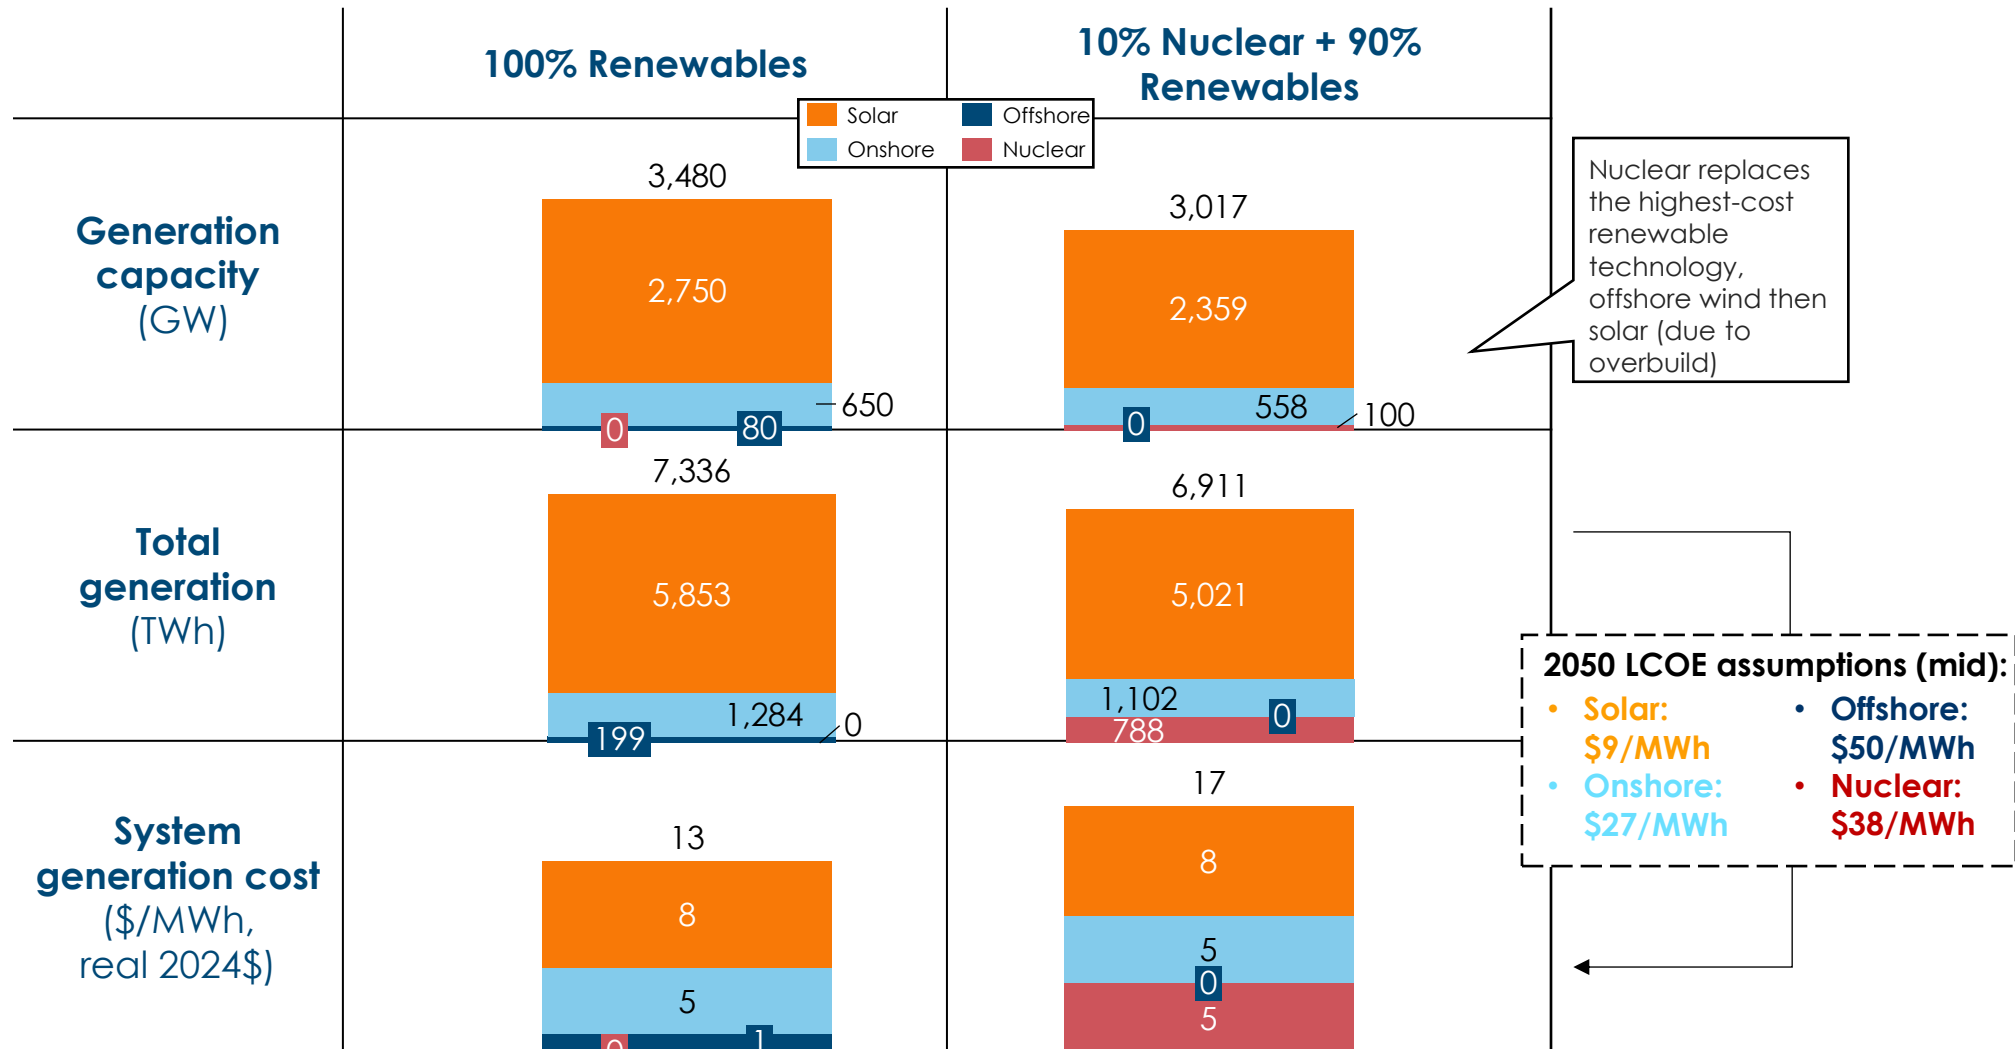 100% Renewables
10% Nuclear + 90%
Renewables
Solar
Offshore
Onshore
Nuclear
Generation
capacity
(GW)
3,480
2,750
650
0
80
3,017
2,359
558
100
0
Nuclear replaces
the highest-cost
renewable
technology,
offshore wind then
solar (due to
overbuild)
Total
generation
(TWh)
7,336
5,853
1,284
0
199
6,911
5,021
1,102
0
788
2050 LCOE assumptions (mid):
• Solar:
$9/MWh
• Onshore:
$27/MWh
• Offshore:
$50/MWh
• Nuclear:
$38/MWh
System
generation cost
($/MWh,
real 2024$)
13
8
5
1
0
17
8
5
0
5